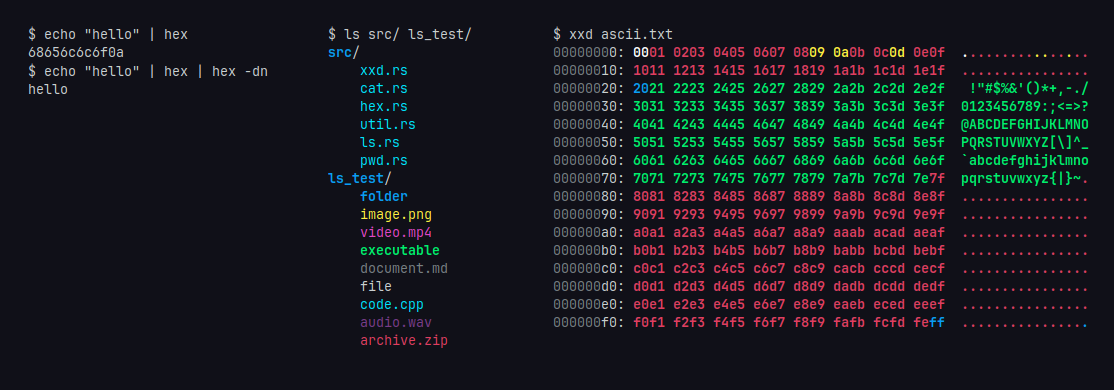 $ echo "hello" | hex
68656c6c6f0a
$ echo "hello" | hex | hex -dn
hello
$ ls src/ ls_test/
src/
    xxd.rs
    cat.rs
    hex.rs
    util.rs
    ls.rs
    pwd.rs
ls_test/
    folder
    image.png
    video.mp4
    executable
    document.md
    file
    code.cpp
    audio.wav
    archive.zip
$ xxd ascii.txt
00000000: 0001 0203 0405 0607 0809 0a0b 0c0d 0e0f  ................
00000010: 1011 1213 1415 1617 1819 1a1b 1c1d 1e1f  ................
00000020: 2021 2223 2425 2627 2829 2a2b 2c2d 2e2f   !"#$%&'()*+,-./
00000030: 3031 3233 3435 3637 3839 3a3b 3c3d 3e3f  0123456789:;<=>?
00000040: 4041 4243 4445 4647 4849 4a4b 4c4d 4e4f  @ABCDEFGHIJKLMNO
00000050: 5051 5253 5455 5657 5859 5a5b 5c5d 5e5f  PQRSTUVWXYZ[\]^_
00000060: 6061 6263 6465 6667 6869 6a6b 6c6d 6e6f  `abcdefghijklmno
00000070: 7071 7273 7475 7677 7879 7a7b 7c7d 7e7f  pqrstuvwxyz{|}~.
00000080: 8081 8283 8485 8687 8889 8a8b 8c8d 8e8f  ................
00000090: 9091 9293 9495 9697 9899 9a9b 9c9d 9e9f  ................
000000a0: a0a1 a2a3 a4a5 a6a7 a8a9 aaab acad aeaf  ................
000000b0: b0b1 b2b3 b4b5 b6b7 b8b9 babb bcbd bebf  ................
000000c0: c0c1 c2c3 c4c5 c6c7 c8c9 cacb cccd cecf  ................
000000d0: d0d1 d2d3 d4d5 d6d7 d8d9 dadb dcdd dedf  ................
000000e0: e0e1 e2e3 e4e5 e6e7 e8e9 eaeb eced eeef  ................
000000f0: f0f1 f2f3 f4f5 f6f7 f8f9 fafb fcfd feff  ................